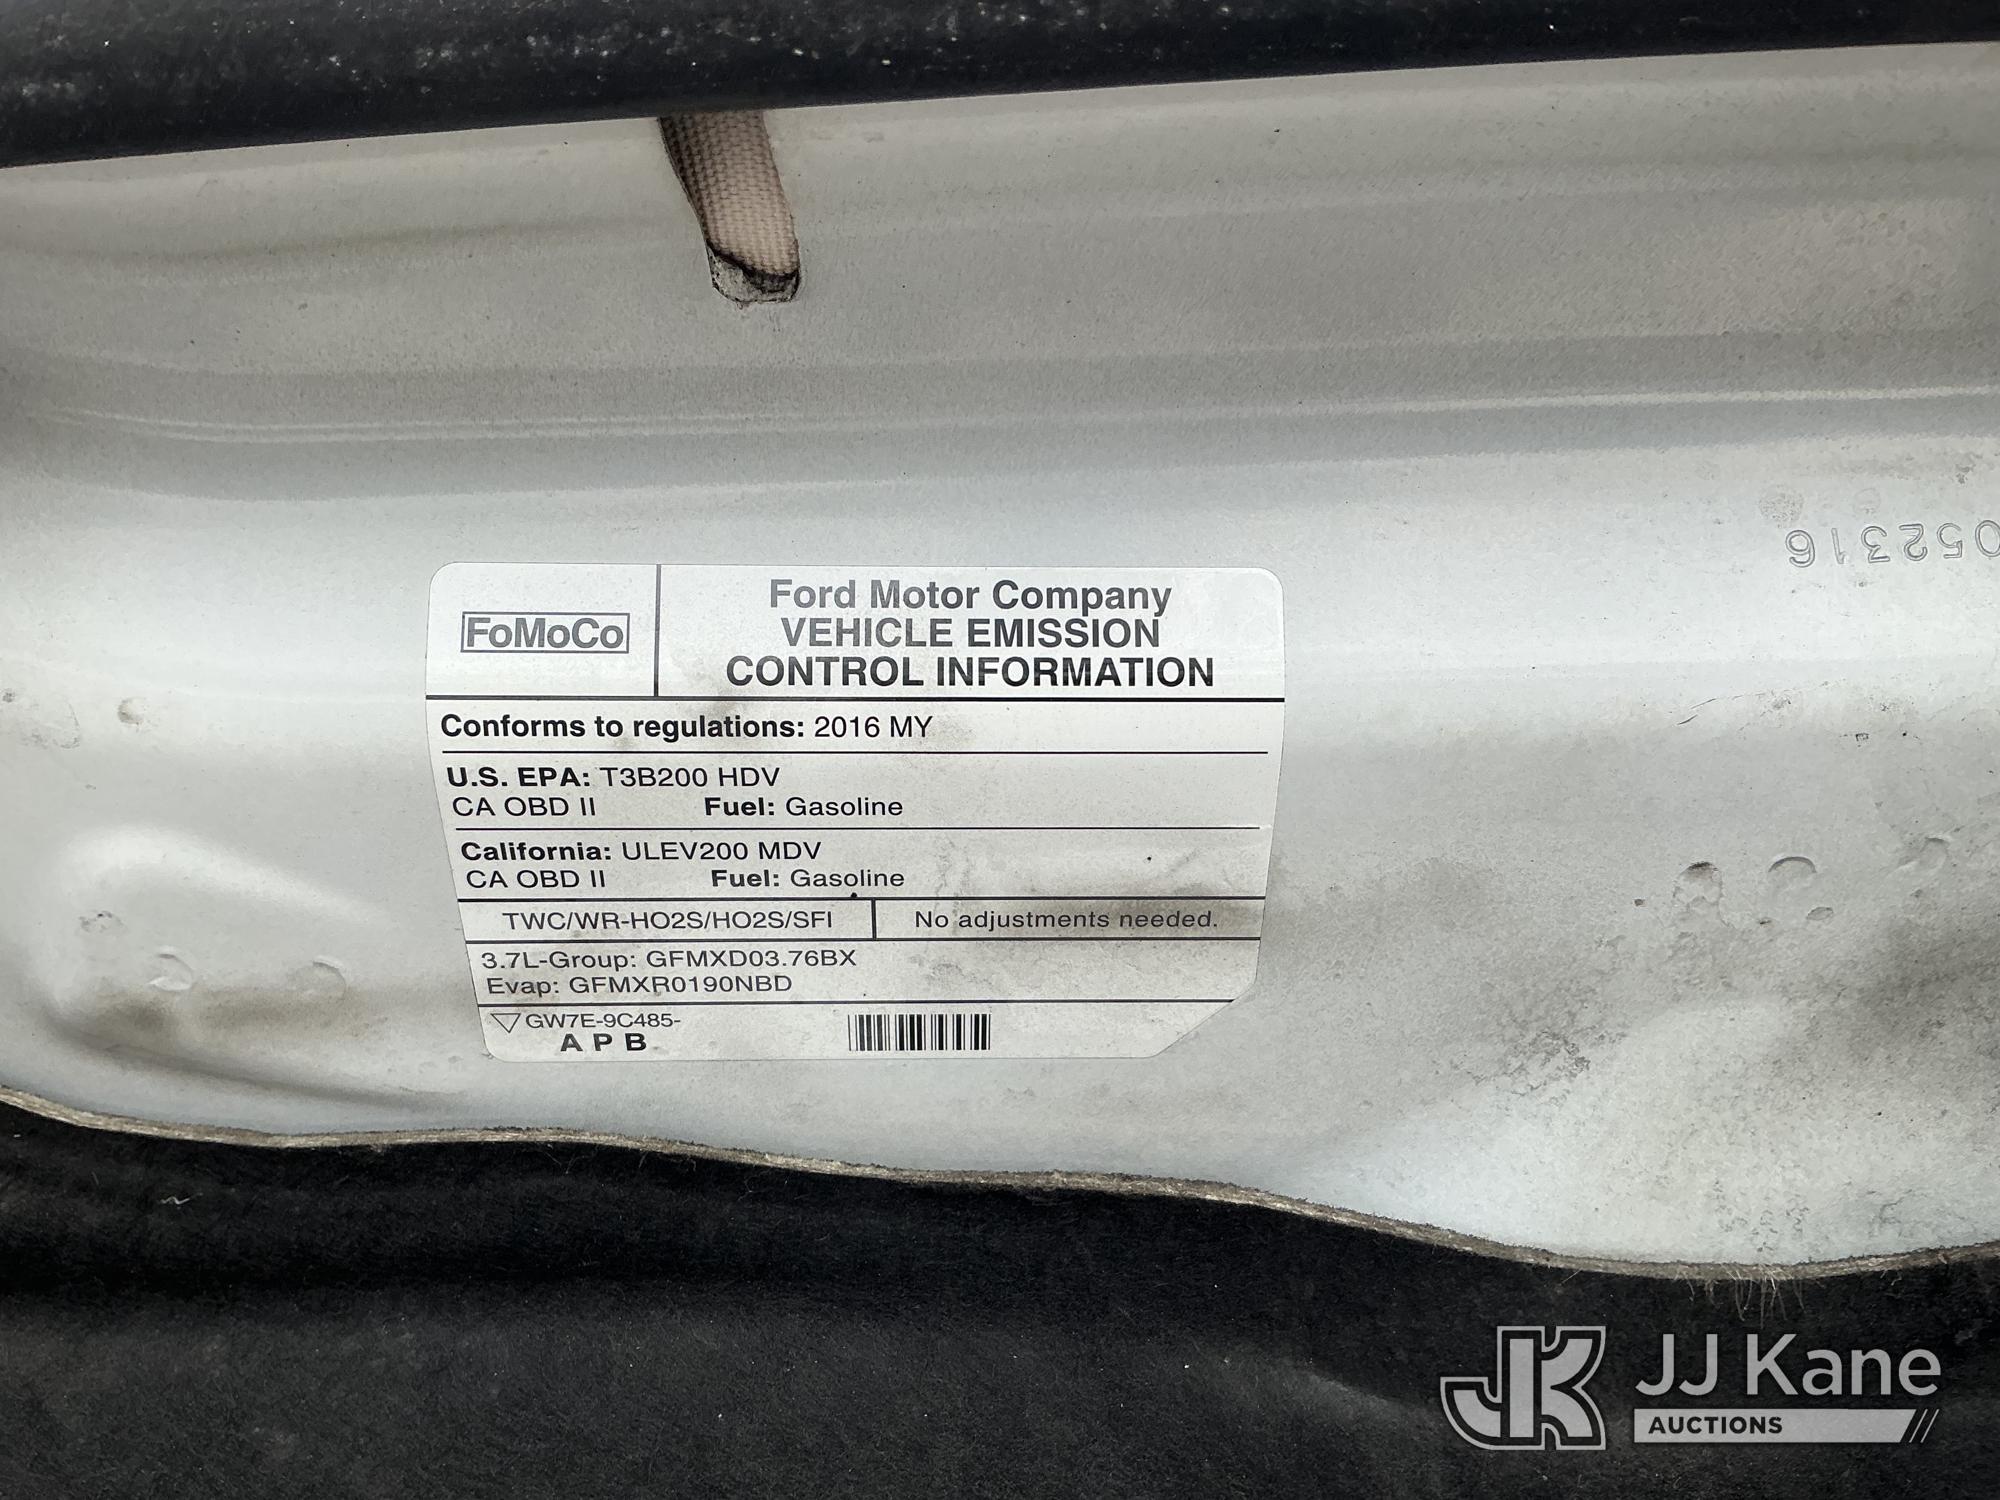 052316
FoMoCo
Ford Motor Company
VEHICLE EMISSION
CONTROL INFORMATION
Conforms to regulations: 2016 MY
U.S. EPA: T3B200 HDV
CA OBD II Fuel: Gasoline
California: ULEV200 MDV
CA OBD II Fuel: Gasoline
TWC/WR-HO2S/HO2S/SFI No adjustments needed.
3.7L-Group: GFMXD03.76BX
Evap: GFMXR0190NBD
GW7E-9C485-
A P B
JK JJ Kane
AUCTIONS